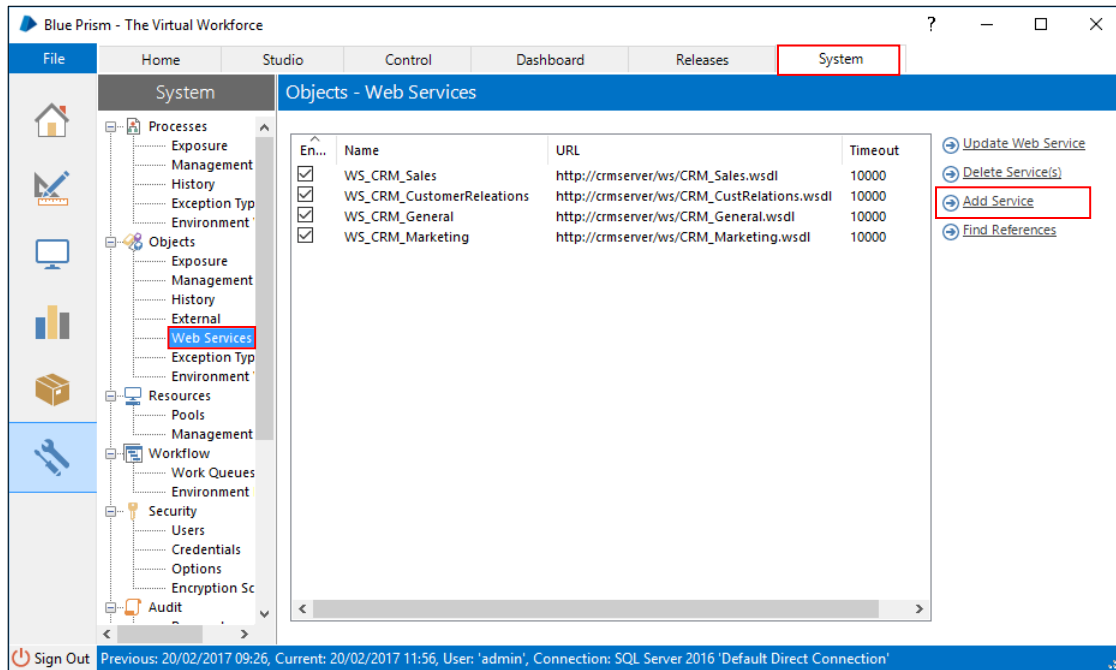 Blue Prism - The Virtual Workforce
?
File Home Studio Control Dashboard Releases System
System
Objects - Web Services
Processes
Exposure
Management
History
Exception Typ
Environment
Objects
Exposure
Management
History
External
Web Services
Exception Typ
Environment
Resources
Pools
Management
Workflow
Work Queues
Environment
Security
Users
Credentials
Options
Encryption Sc
Audit
En... Name URL Timeout
WS_CRM_Sales http://crmserver/ws/CRM_Sales.wsdl 10000
WS_CRM_CustomerReleations http://crmserver/ws/CRM_CustRelations.wsdl 10000
WS_CRM_General http://crmserver/ws/CRM_General.wsdl 10000
WS_CRM_Marketing http://crmserver/ws/CRM_Marketing.wsdl 10000
Update Web Service
Delete Service(s)
Add Service
Find References
Sign Out Previous: 20/02/2017 09:26, Current: 20/02/2017 11:56, User: 'admin', Connection: SQL Server 2016 'Default Direct Connection'